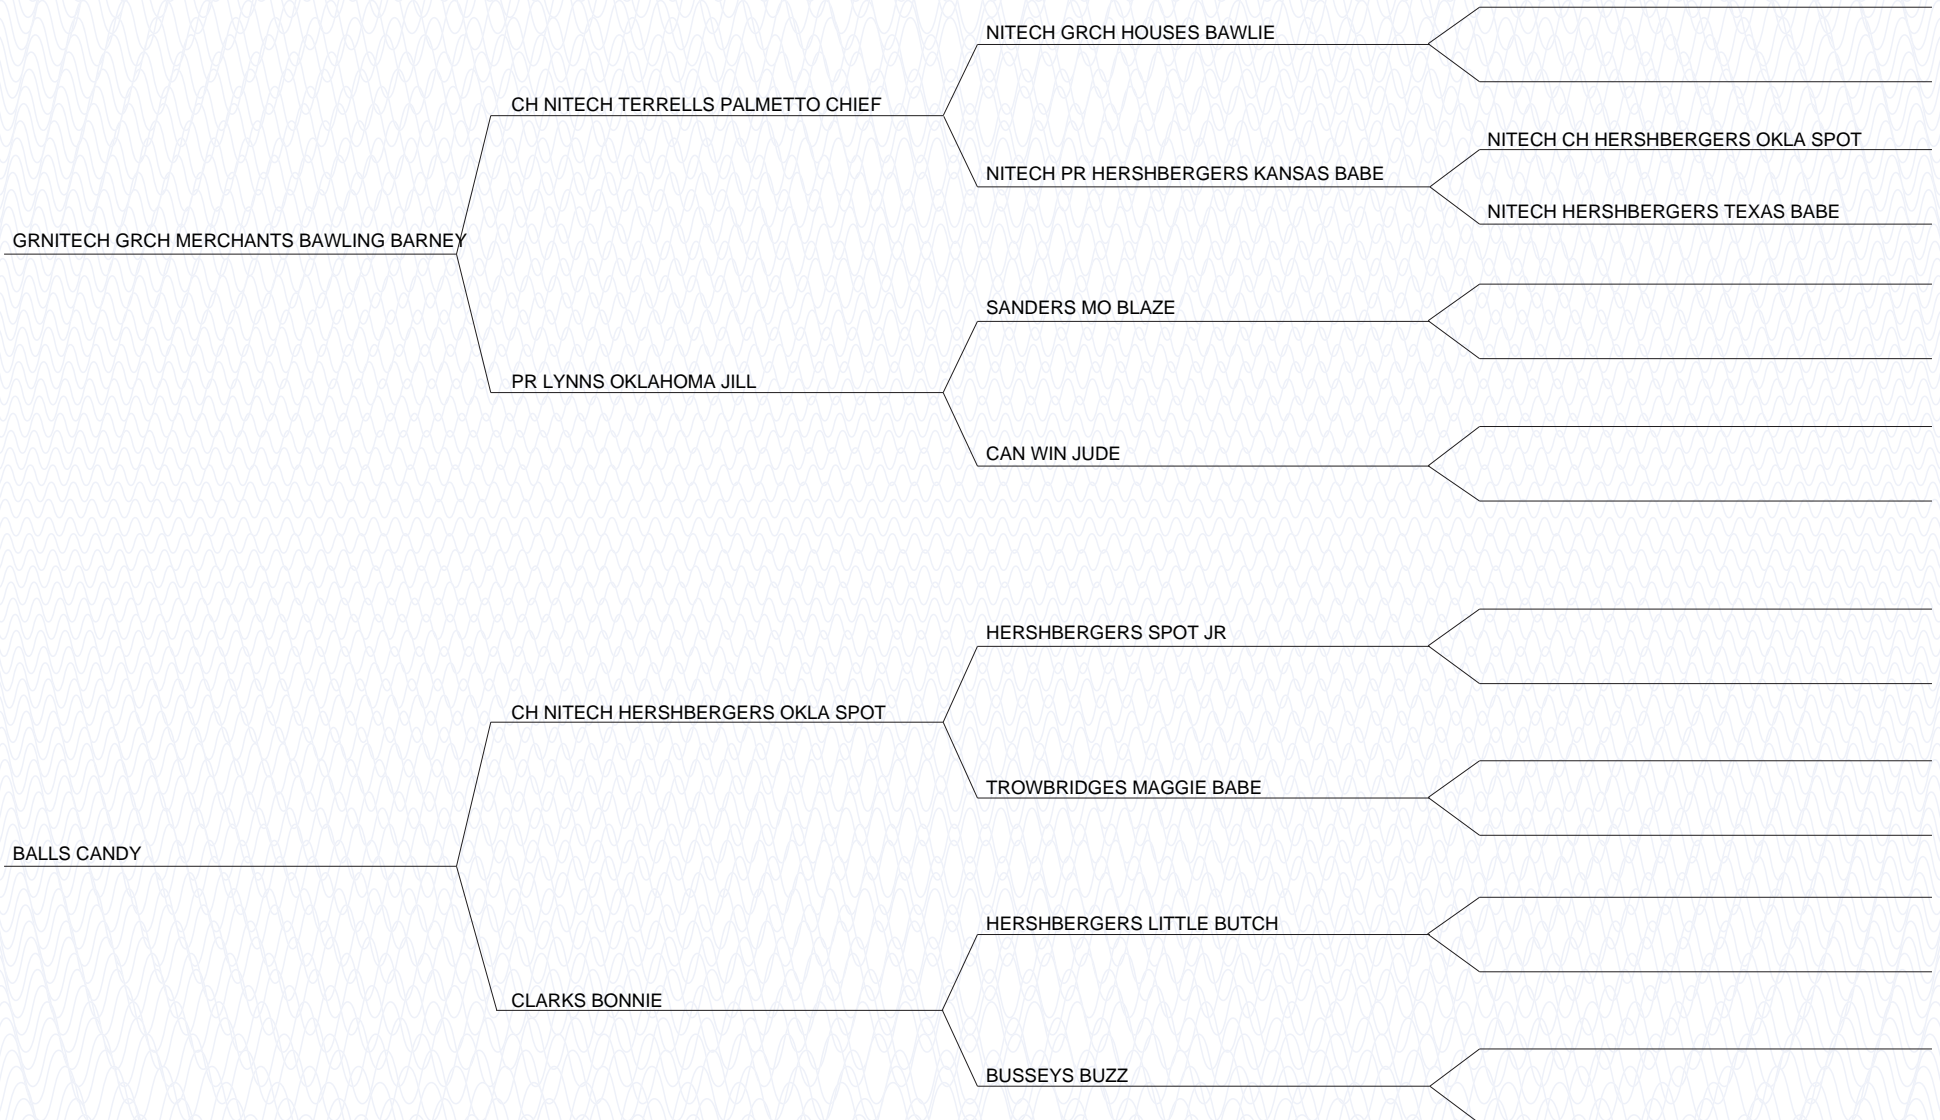 NITECH GRCH HOUSES BAWLIE
CH NITECH TERRELLS PALMETTO CHIEF
NITECH CH HERSHBERGERS OKLA SPOT
NITECH PR HERSHBERGERS KANSAS BABE
NITECH HERSHBERGERS TEXAS BABE
GRNITECH GRCH MERCHANTS BAWLING BARNEY
SANDERS MO BLAZE
PR LYNNS OKLAHOMA JILL
CAN WIN JUDE
HERSHBERGERS SPOT JR
CH NITECH HERSHBERGERS OKLA SPOT
TROWBRIDGES MAGGIE BABE
BALLS CANDY
HERSHBERGERS LITTLE BUTCH
CLARKS BONNIE
BUSSEYS BUZZ